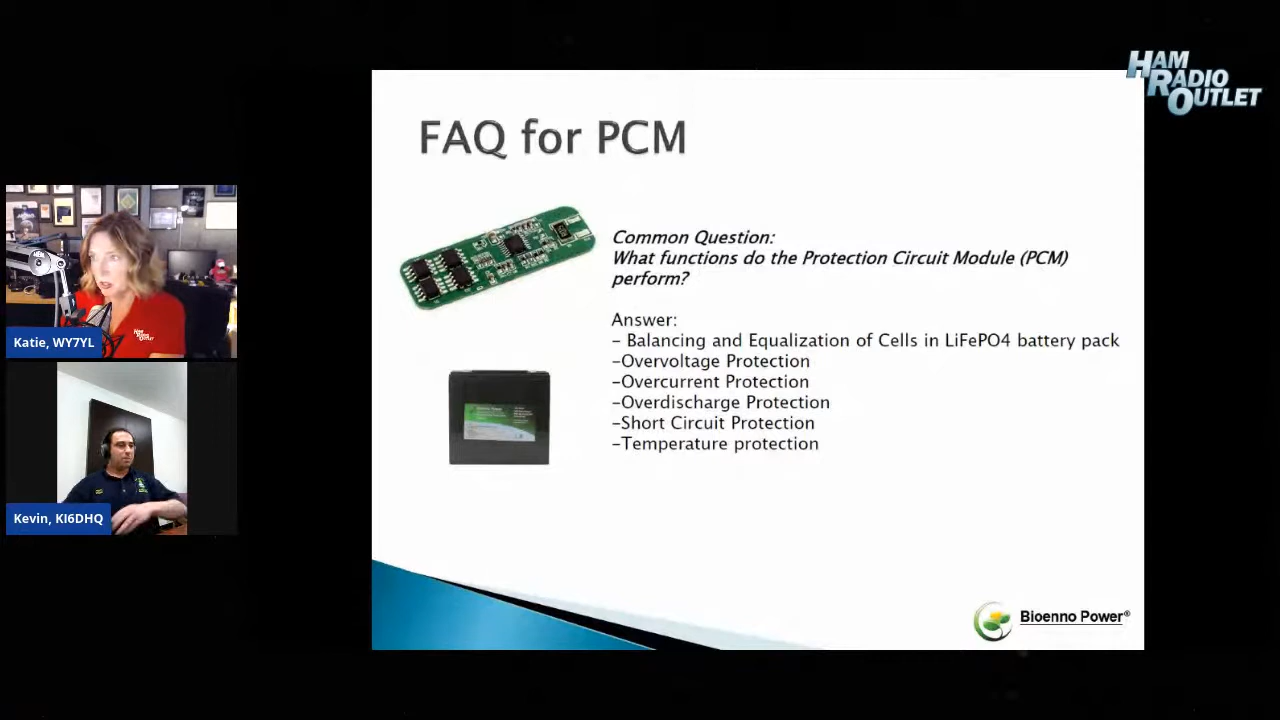 HAM
RADIO
OUTLET
FAQ for PCM
Common Question:
What functions do the Protection Circuit Module (PCM)
perform?
Answer:
- Balancing and Equalization of Cells in LiFePO4 battery pack
-Overvoltage Protection
-Overcurrent Protection
-Overdischarge Protection
-Short Circuit Protection
-Temperature protection
Katie, WY7YL
Kevin, KI6DHQ
Bioenno Power
Bioenno Power®